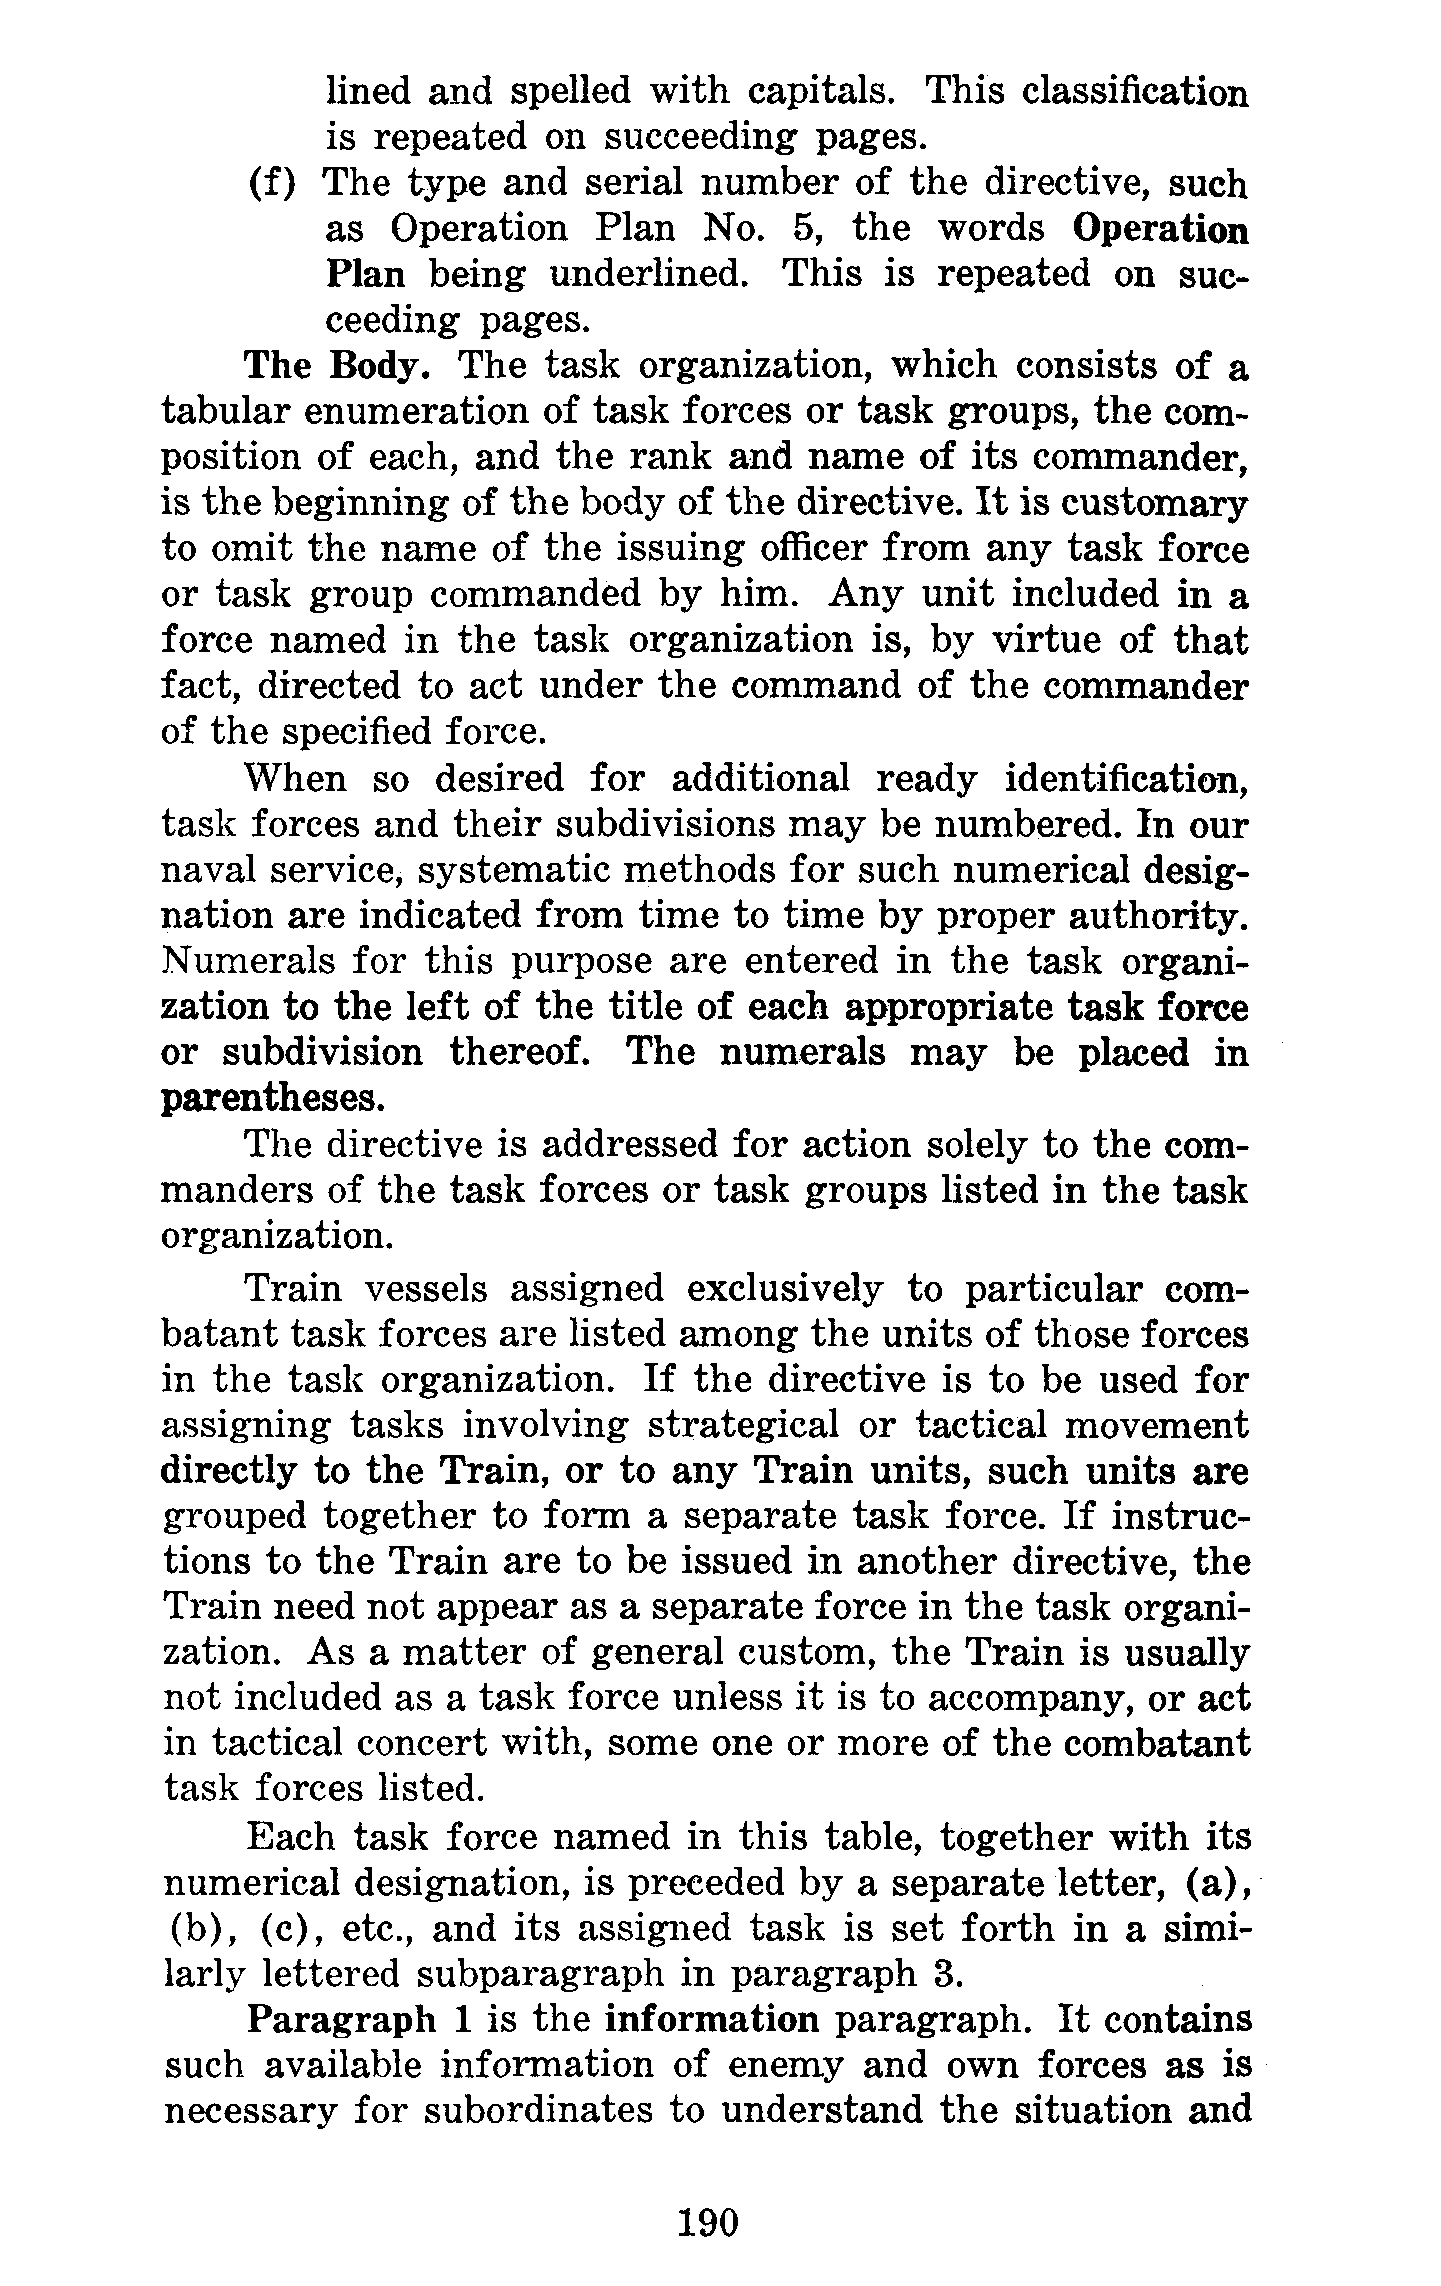 lined and spelled with capitals. This classification
is repeated on succeeding pages.
(f) The type and serial number of the directive, such
as Operation Plan No. 5, the words Operation
Plan being underlined. This is repeated on suc-
ceeding pages.
The Body. The task organization, which consists of a
tabular enumeration of task forces or task groups, the com-
position of each, and the rank and name of its commander,
is the beginning of the body of the directive. It is customary
to omit the name of the issuing officer from any task force
or task group commanded by him. Any unit included in a
force named in the task organization is, by virtue of that
fact, directed to act under the command of the commander
of the specified force.
When so desired for additional ready identification,
task forces and their subdivisions may be numbered. In our
naval service, systematic methods for such numerical desig-
nation are indicated from time to time by proper authority.
Numerals for this purpose are entered in the task organi-
zation to the left of the title of each appropriate task force
or subdivision thereof. The numerals may be placed in
parentheses.
The directive is addressed for action solely to the com-
manders of the task forces or task groups listed in the task
organization.
Train vessels assigned exclusively to particular com-
batant task forces are listed among the units of those forces
in the task organization. If the directive is to be used for
assigning tasks involving strategical or tactical movement
directly to the Train, or to any Train units, such units are
grouped together to form a separate task force. If instruc-
tions to the Train are to be issued in another directive, the
Train need not appear as a separate force in the task organi-
zation. As a matter of general custom, the Train is usually
not included as a task force unless it is to accompany, or act
in tactical concert with, some one or more of the combatant
task forces listed.
Each task force named in this table, together with its
numerical designation, is preceded by a separate letter, (a),
(b), (c), etc., and its assigned task is set forth in a simi-
larly lettered subparagraph in paragraph 3.
Paragraph 1 is the information paragraph. It contains
such available information of enemy and own forces as is
necessary for subordinates to understand the situation and
190